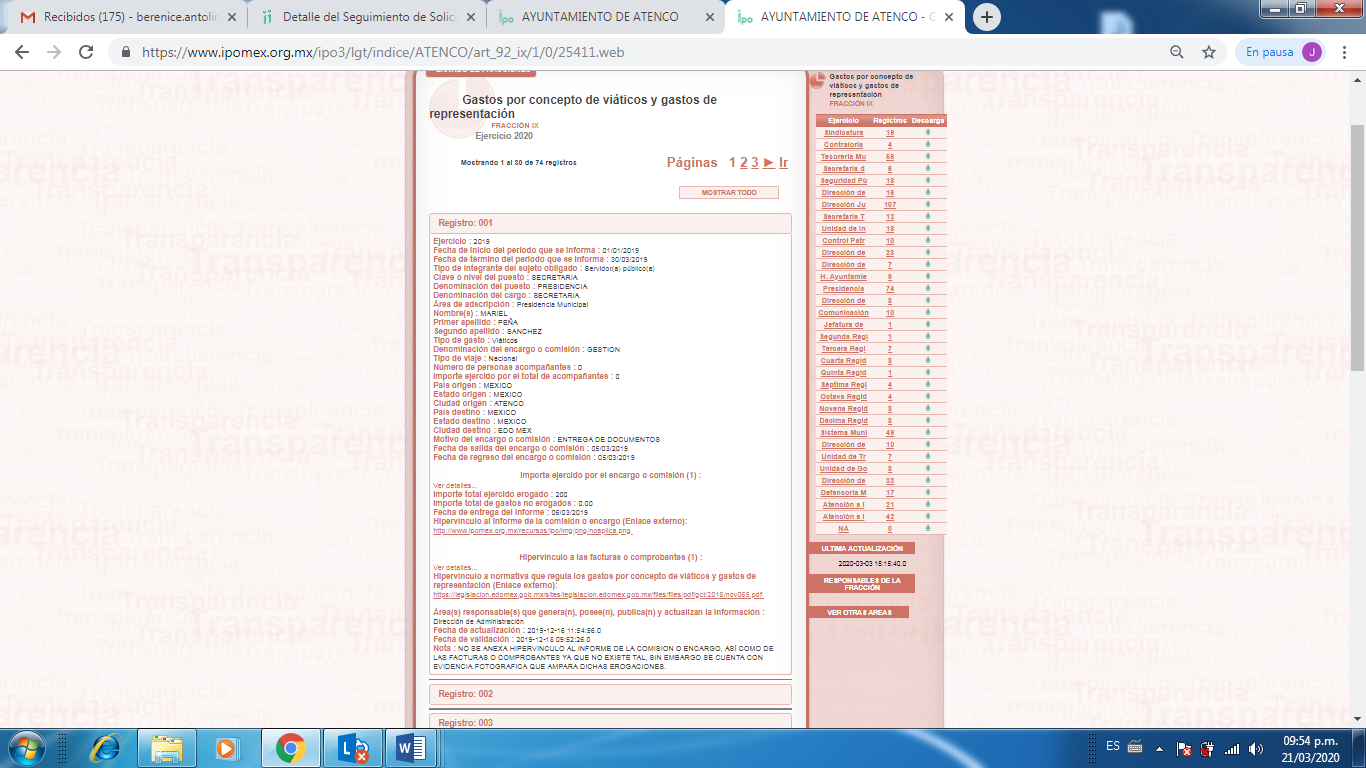 Recibidos (175) - berenice.antolin
Detalle del Seguimiento de Solici
AYUNTAMIENTO DE ATENCO
AYUNTAMIENTO DE ATENCO - G
https://www.ipomex.org.mx/ipo3/lgt/indice/ATENCO/art_92_ix/1/0/25411.web
En pausa J
Gastos por concepto de viáticos y gastos de
representación
FRACCIÓN IX
Ejercicio 2020
Mostrando 1 al 30 de 74 registros
Páginas 1 2 3 ► Ir
MOSTRAR TODO
Registro: 001
Ejercicio : 2019
Fecha de inicio del periodo que se informa : 01/01/2019
Fecha de término del periodo que se informa : 30/03/2019
Tipo de integrante del sujeto obligado : Servidor(a) público(a)
Clave o nivel del puesto : SECRETARIA
Denominación del puesto : PRESIDENCIA
Denominación del cargo : SECRETARIA
Área de adscripción : Presidencia Municipal
Nombre(s) : MARIEL
Primer apellido : PEÑA
Segundo apellido : SANCHEZ
Tipo de gasto : Viáticos
Denominación del encargo o comisión : GESTION
Tipo de viaje : Nacional
Número de personas acompañantes : 0
Importe ejercido por el total de acompañantes : 0
País origen : MEXICO
Estado origen : MEXICO
Ciudad origen : ATENCO
País destino : MEXICO
Estado destino : MEXICO
Ciudad destino : EDO MEX
Motivo del encargo o comisión : ENTREGA DE DOCUMENTOS
Fecha de salida del encargo o comisión : 05/03/2019
Fecha de regreso del encargo o comisión : 05/03/2019
Importe ejercido por el encargo o comisión (1) :
Ver detalles...
Importe total ejercido erogado : 200
Importe total de gastos no erogados : 0.00
Fecha de entrega del informe : 06/03/2019
Hipervínculo al informe de la comisión o encargo (Enlace externo):
http://www.ipomex.org.mx/recursos/ipo/img/png/noaplica.png
Hipervínculo a las facturas o comprobantes (1) :
Ver detalles...
Hipervínculo a normativa que regula los gastos por concepto de viáticos y gastos de
representación (Enlace externo):
https://legislacion.edomex.gob.mx/sites/legislacion.edomex.gob.mx/files/files/pdf/gct/2018/nov065.pdf
Área(s) responsable(s) que genera(n), posee(n), publica(n) y actualizan la información :
Dirección de Administración
Fecha de actualización : 2019-12-16 11:54:56.0
Fecha de validación : 2019-12-18 09:52:26.0
Nota : NO SE ANEXA HIPERVINCULO AL INFORME DE LA COMISION O ENCARGO, ASÍ COMO DE
LAS FACTURAS O COMPROBANTES YA QUE NO EXISTE TAL, SIN EMBARGO SE CUENTA CON
EVIDENCIA FOTOGRAFICA QUE AMPARA DICHAS EROGACIONES.
Registro: 002
Registro: 003
Gastos por concepto de
viáticos y gastos de
representación
FRACCIÓN IX
Ejercicio Registros Descarga
Sindicatura 19
Contraloría 4
Tesorería Mu 56
Secretaría d 6
Seguridad Pú 18
Dirección de 16
Dirección Ju 107
Secretaría T 12
Unidad de In 18
Control Patr 10
Dirección de 23
Dirección de 7
H. Ayuntamie 9
Presidencia 74
Dirección de 8
Comunicación 10
Jefatura de 1
Segunda Regi 1
Tercera Regi 7
Cuarta Regid 8
Quinta Regid 1
Séptima Regi 4
Octava Regid 4
Novena Regid 8
Décima Regid 8
Sistema Muni 49
Dirección de 10
Unidad de Tr 7
Unidad de Go 8
Dirección de 33
Defensoría M 17
Atención a l 21
Atención a l 42
NA 0
ULTIMA ACTUALIZACIÓN
2020-03-03 15:15:40.0
RESPONSABLES DE LA
FRACCIÓN
VER OTRAS AREAS
ES
09:54 p.m.
21/03/2020